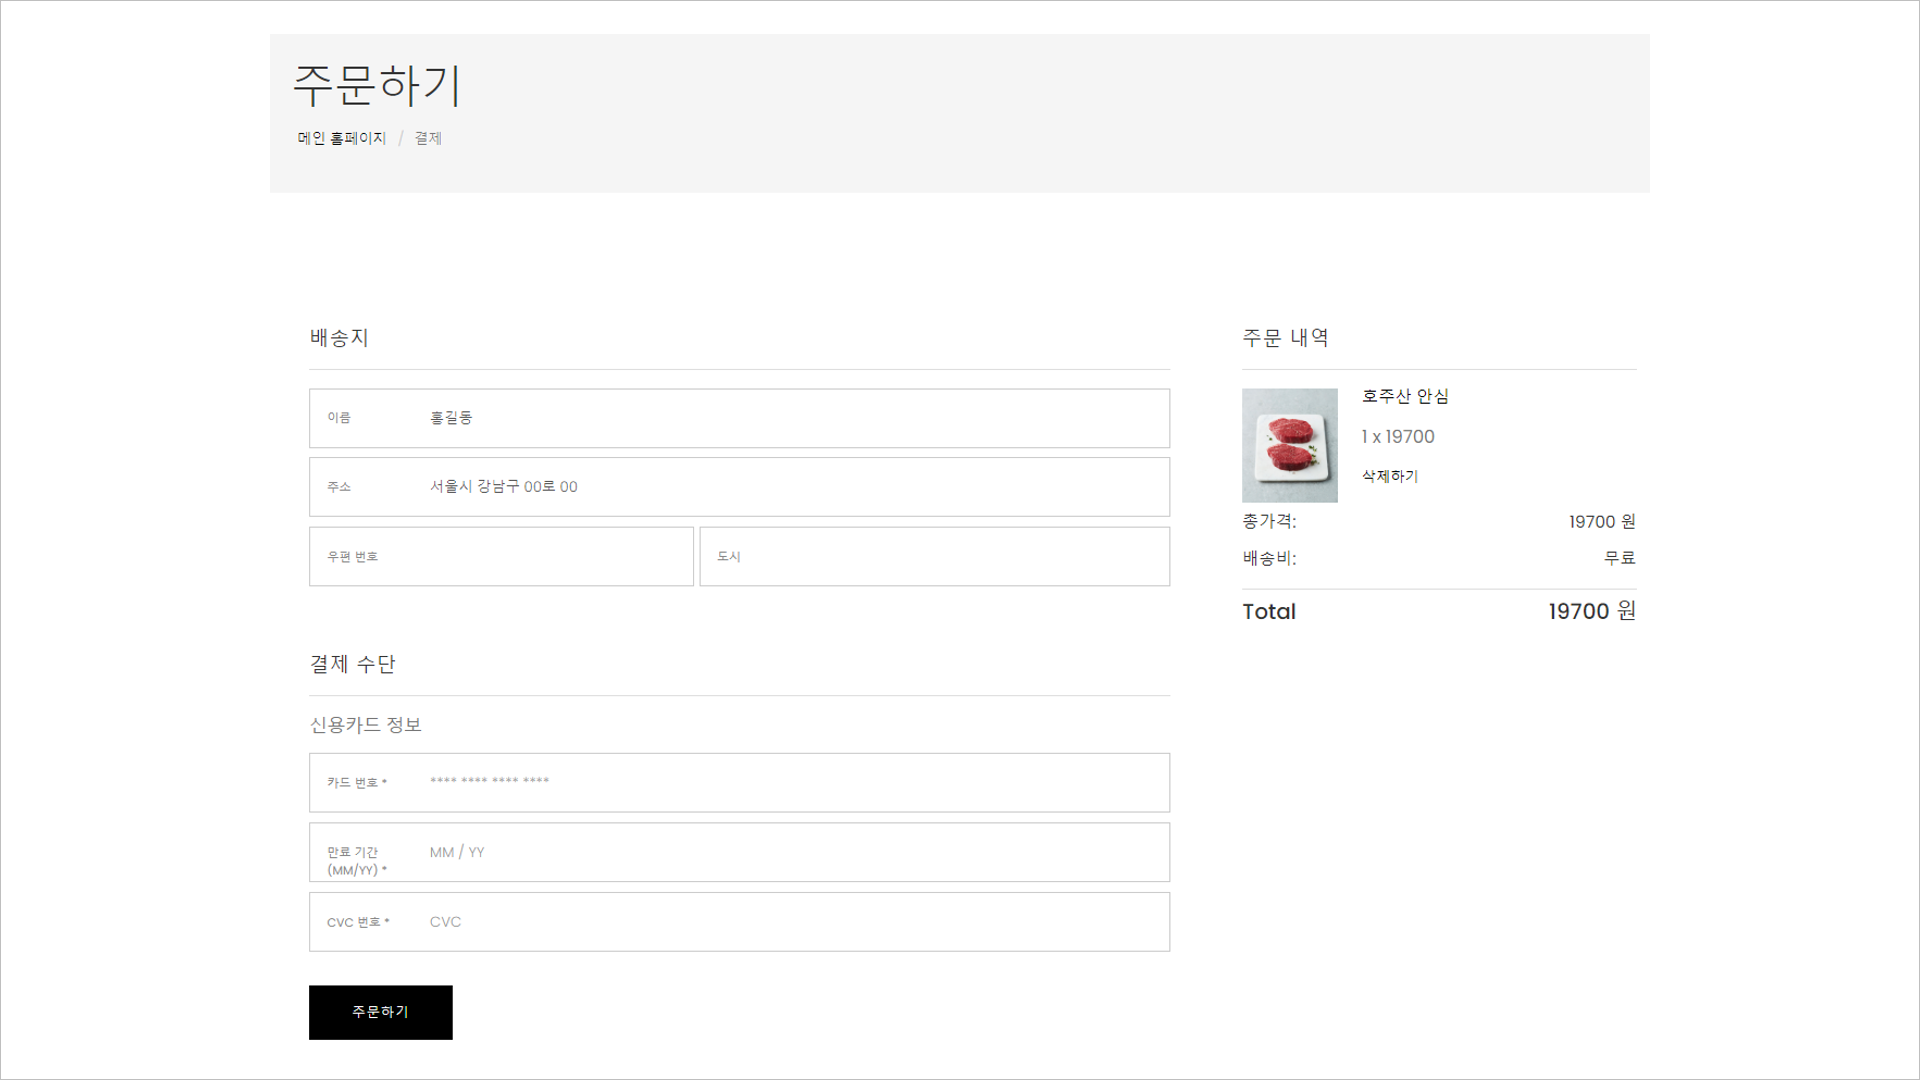 주문하기
메인 홈페이지 / 결제
배송지
이름 홍길동
주소 서울시 강남구 00로 00
우편 번호 도시
결제 수단
신용카드 정보
카드 번호 * **** **** **** ****
만료 기간 (MM/YY) * MM / YY
CVC 번호 * CVC
주문하기
주문 내역
호주산 안심
1 x 19700
삭제하기
총가격: 19700 원
배송비: 무료
Total 19700 원